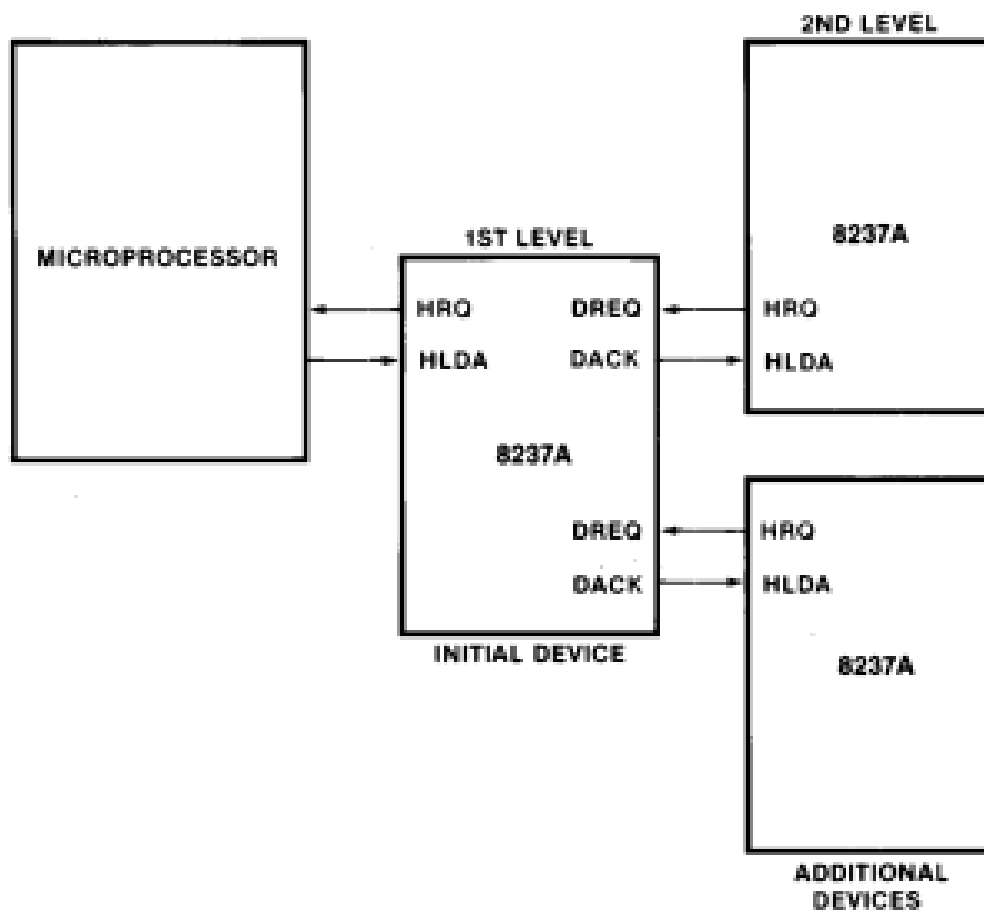 MICROPROCESSOR
1ST LEVEL
HRQ
HLDA
DREQ
DACK
8237A
DREQ
DACK
INITIAL DEVICE
2ND LEVEL
8237A
HRQ
HLDA
HRQ
HLDA
8237A
ADDITIONAL
DEVICES